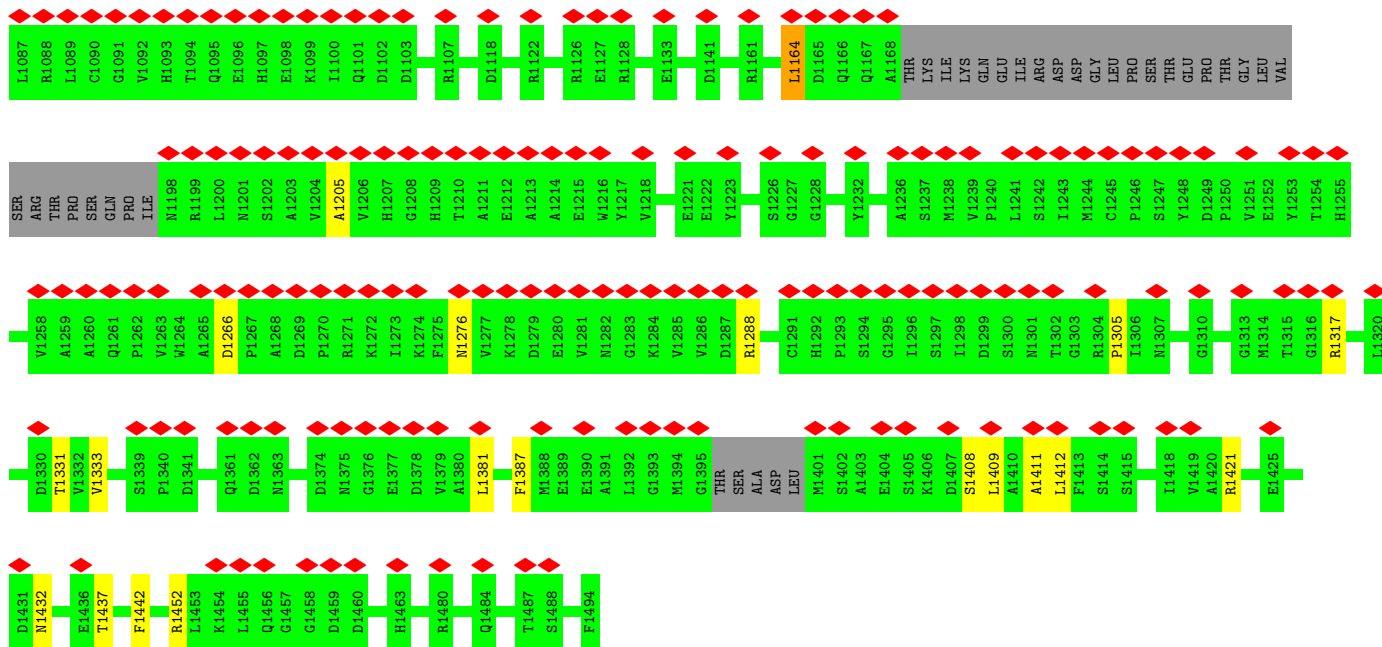 L1087 R1088 L1089 C1090 G1091 V1092 H1093 T1094 Q1095 E1096 H1097 E1098 K1099 I1100 Q1101 D1102 D1103 R1107 D1118 R1122 R1126 E1127 R1128 E1133 D1141 R1161 L1164 D1165 Q1166 Q1167 A1168 THR LYS ILE LYS GLN GLU ILE ARG ASP ASP GLY LEU PRO SER THR GLU PRO THR GLY LEU VAL
SER ARG THR PRO SER GLN PRO ILE N1198 R1199 L1200 N1201 S1202 A1203 V1204 A1205 V1206 H1207 G1208 H1209 T1210 A1211 E1212 A1213 A1214 E1215 W1216 Y1217 V1218 E1221 E1222 Y1223 S1226 G1227 G1228 Y1232 A1236 S1237 M1238 V1239 P1240 L1241 S1242 I1243 M1244 C1245 P1246 S1247 Y1248 D1249 P1250 V1251 E1252 Y1253 T1254 H1255
V1258 A1259 A1260 Q1261 P1262 V1263 W1264 A1265 D1266 P1267 A1268 D1269 P1270 R1271 K1272 I1273 K1274 F1275 N1276 V1277 K1278 D1279 E1280 V1281 N1282 G1283 K1284 V1285 V1286 D1287 R1288 C1291 H1292 P1293 S1294 G1295 I1296 S1297 I1298 D1299 S1300 N1301 T1302 G1303 R1304 P1305 I1306 N1307 G1310 G1313 M1314 T1315 G1316 R1317 L1320
D1330 T1331 V1332 V1333 S1339 P1340 D1341 Q1361 D1362 N1363 D1374 N1375 G1376 E1377 D1378 V1379 A1380 L1381 F1387 M1388 E1389 E1390 A1391 L1392 G1393 M1394 G1395 THR SER ALA ASP LEU M1401 S1402 A1403 E1404 S1405 K1406 D1407 S1408 L1409 A1410 A1411 L1412 F1413 S1414 S1415 I1418 V1419 A1420 R1421 E1425
D1431 N1432 E1436 T1437 F1442 R1452 L1453 K1454 L1455 Q1456 G1457 G1458 D1459 D1460 H1463 R1480 Q1484 T1487 S1488 F1494